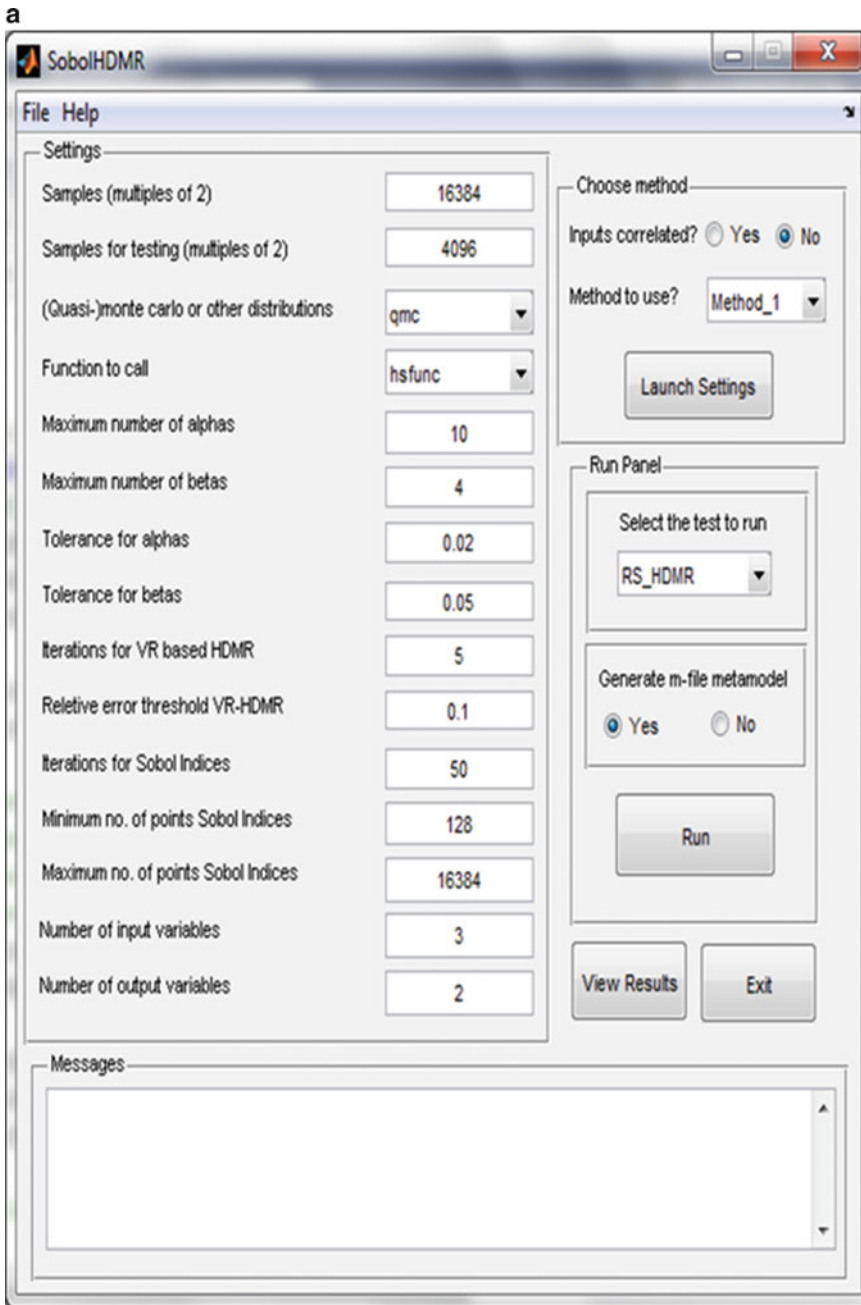 a
SobolHDMR
File Help
Settings
Samples (multiples of 2) 16384
Samples for testing (multiples of 2) 4096
(Quasi-)monte carlo or other distributions qmc
Function to call hsfunc
Maximum number of alphas 10
Maximum number of betas 4
Tolerance for alphas 0.02
Tolerance for betas 0.05
Iterations for VR based HDMR 5
Reletive error threshold VR-HDMR 0.1
Iterations for Sobol Indices 50
Minimum no. of points Sobol Indices 128
Maximum no. of points Sobol Indices 16384
Number of input variables 3
Number of output variables 2
Choose method
Inputs correlated? Yes No
Method to use? Method_1
Launch Settings
Run Panel
Select the test to run
RS_HDMR
Generate m-file metamodel
Yes No
Run
View Results Exit
Messages